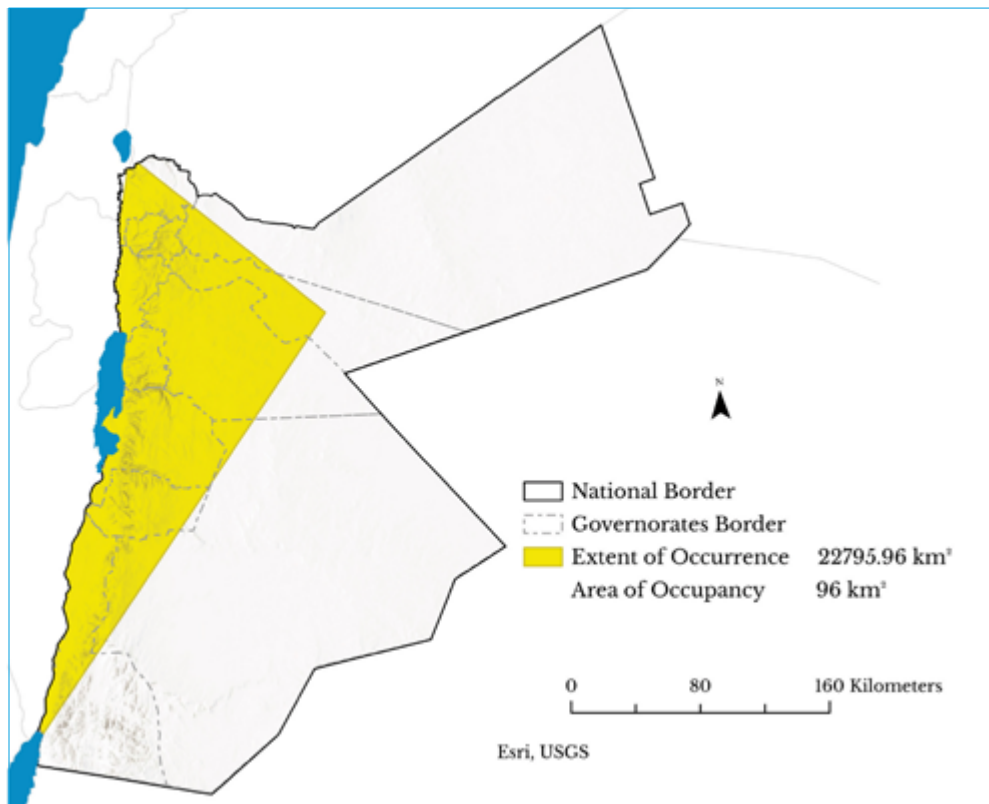 N
National Border
Governorates Border
Extent of Occurrence 22795.96 km²
Area of Occupancy 96 km²
0 80 160 Kilometers
Esri, USGS